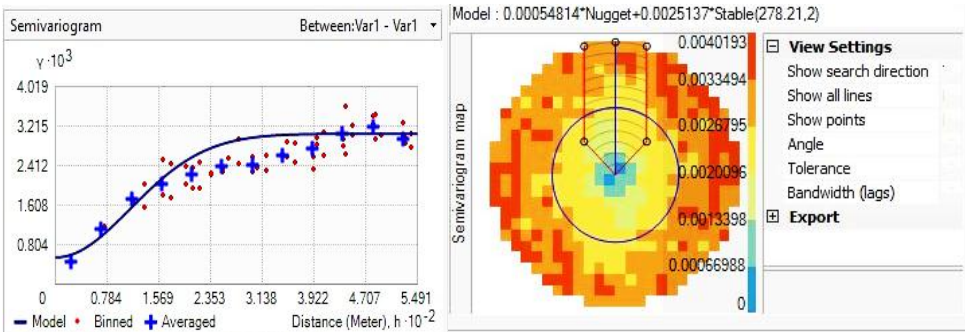 Semivariogram Between:Var1 - Var1
γ·10³
4.019
3.215
2.412
1.608
0.804
0 0.784 1.569 2.353 3.138 3.922 4.707 5.491
Model Binned Averaged Distance (Meter), h·10⁻²
Model : 0.00054814*Nugget+0.0025137*Stable(278.21,2)
Semivariogram map
0.0040193
0.0033494
0.0026795
0.0020096
0.0013398
0.00066988
0
View Settings
Show search direction
Show all lines
Show points
Angle
Tolerance
Bandwidth (lags)
Export